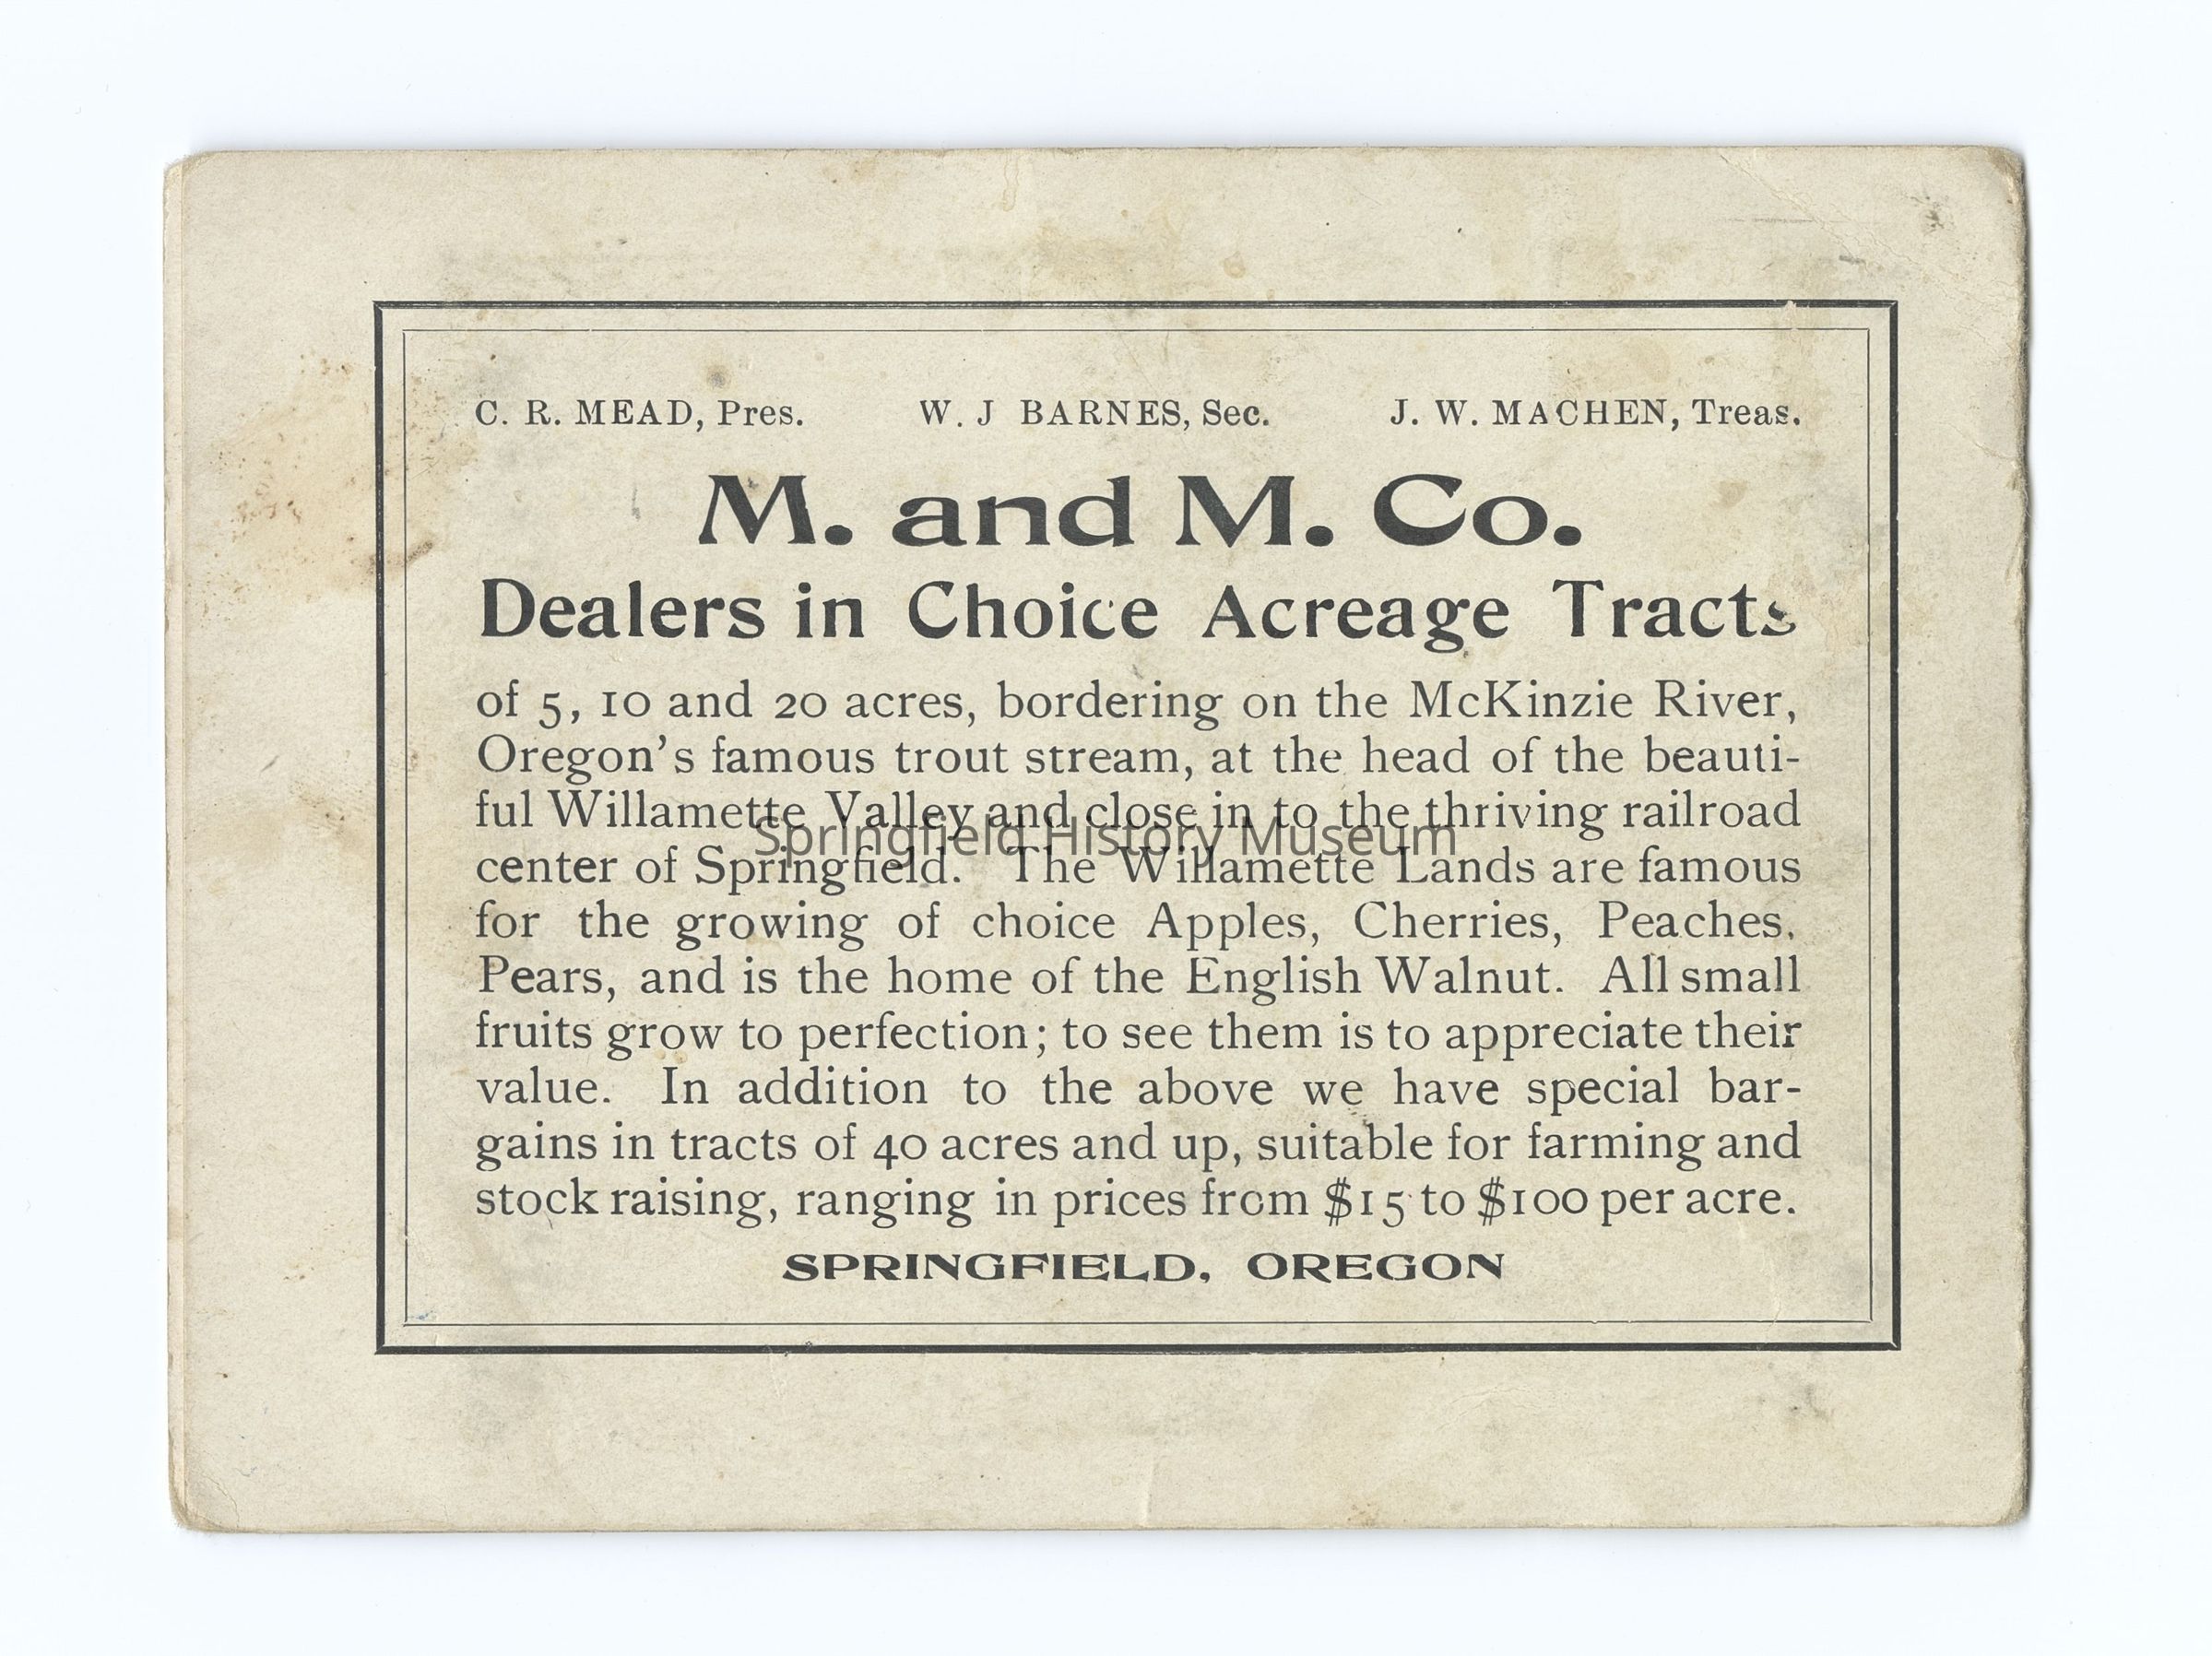 C. R. MEAD, Pres. W. J BARNES, Sec. J. W. MACHEN, Treas.
M. and M. Co.
Dealers in Choice Acreage Tracts
of 5, 10 and 20 acres, bordering on the McKinzie River,
Oregon's famous trout stream, at the head of the beauti-
ful Willamette Valley and close in to the thriving railroad
Springfield History Museum
center of Springfield. The Willamette Lands are famous
for the growing of choice Apples, Cherries, Peaches,
Pears, and is the home of the English Walnut. All small
fruits grow to perfection; to see them is to appreciate their
value. In addition to the above we have special bar-
gains in tracts of 40 acres and up, suitable for farming and
stock raising, ranging in prices from $15 to $100 per acre.
SPRINGFIELD, OREGON